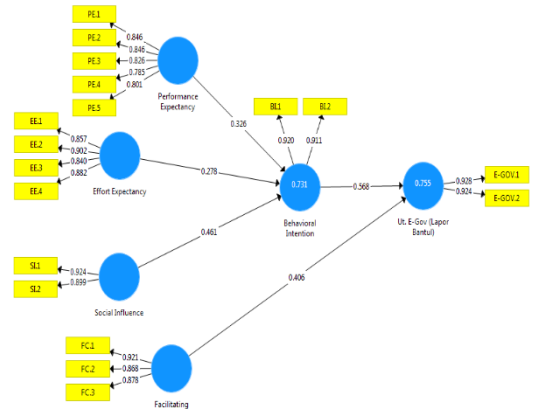 PE.1
PE.2
PE.3
PE.4
PE.5
0.846
0.846
0.826
0.785
0.801
Performance
Expectancy
0.326
EE.1
EE.2
EE.3
EE.4
0.857
0.902
0.840
0.882
Effort Expectancy
0.278
BI.1
BI.2
0.920
0.911
0.731
Behavioral
Intention
0.568
0.755
Ut. E-Gov (Lapor
Bantul)
0.928
0.924
E-GOV.1
E-GOV.2
0.461
SI.1
SI.2
0.924
0.899
Social Influence
0.406
FC.1
FC.2
FC.3
0.921
0.868
0.878
Facilitating